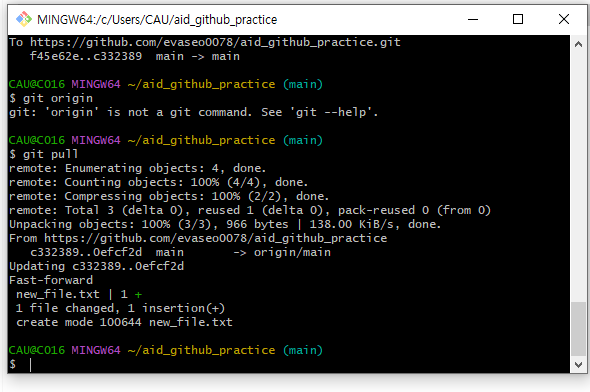 MINGW64:/c/Users/CAU/aid_github_practice
To https://github.com/evaseo0078/aid_github_practice.git
   f45e62e..c332389  main -> main
CAU@C016 MINGW64 ~/aid_github_practice (main)
$ git origin
git: 'origin' is not a git command. See 'git --help'.
CAU@C016 MINGW64 ~/aid_github_practice (main)
$ git pull
remote: Enumerating objects: 4, done.
remote: Counting objects: 100% (4/4), done.
remote: Compressing objects: 100% (2/2), done.
remote: Total 3 (delta 0), reused 1 (delta 0), pack-reused 0 (from 0)
Unpacking objects: 100% (3/3), 966 bytes | 138.00 KiB/s, done.
From https://github.com/evaseo0078/aid_github_practice
   c332389..0efcf2d  main       -> origin/main
Updating c332389..0efcf2d
Fast-forward
 new_file.txt | 1 +
 1 file changed, 1 insertion(+)
 create mode 100644 new_file.txt
CAU@C016 MINGW64 ~/aid_github_practice (main)
$